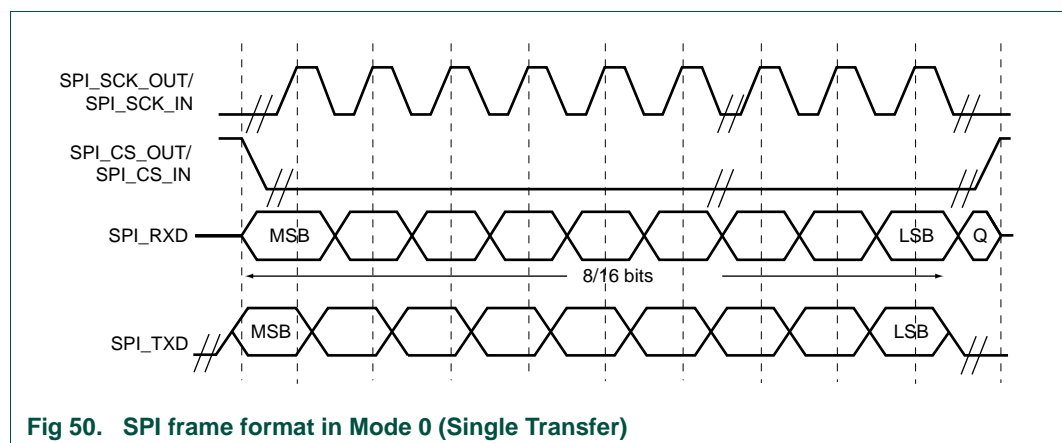 SPI_SCK_OUT/
SPI_SCK_IN
SPI_CS_OUT/
SPI_CS_IN
SPI_RXD
MSB
LSB
Q
8/16 bits
SPI_TXD
MSB
LSB
Fig 50. SPI frame format in Mode 0 (Single Transfer)